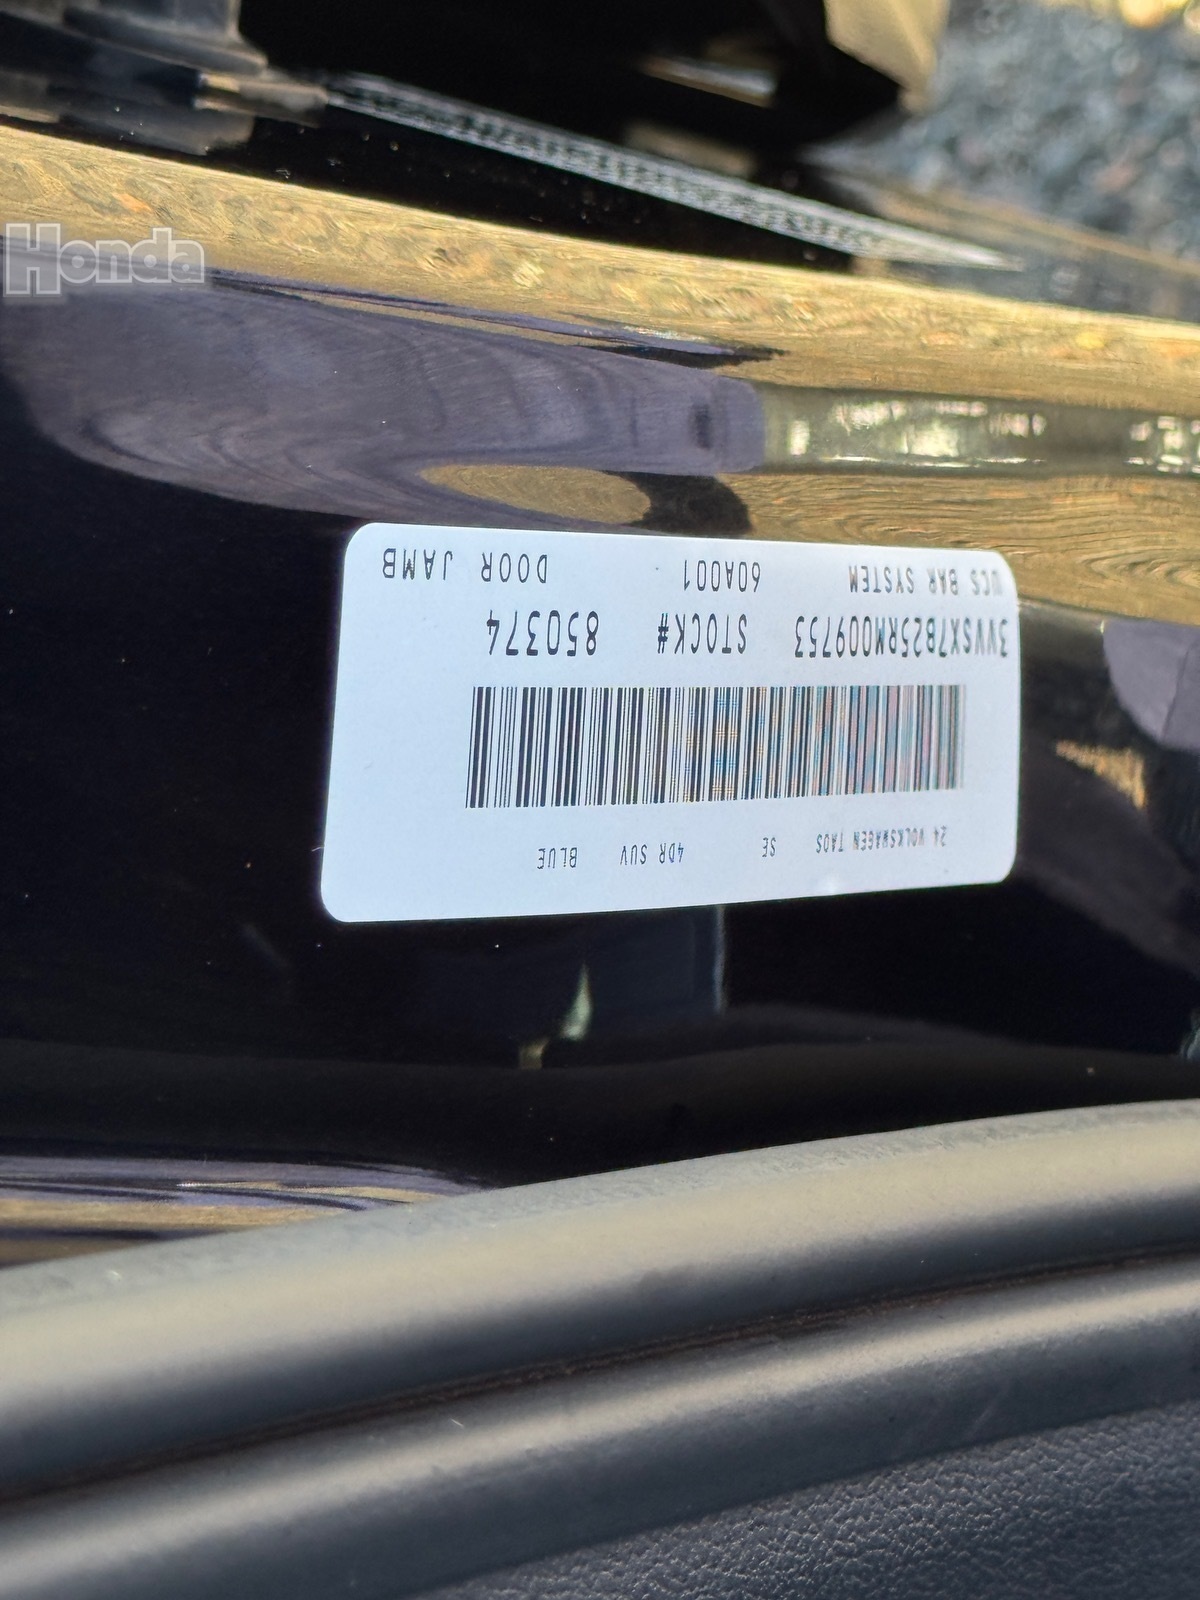 Honda
24 VOLKSWAGEN TAOS SE 4DR SUV BLUE
3VVSX7B25RM009753 STOCK# 850374
UCS BAR SYSTEM 60A001 DOOR JAMB